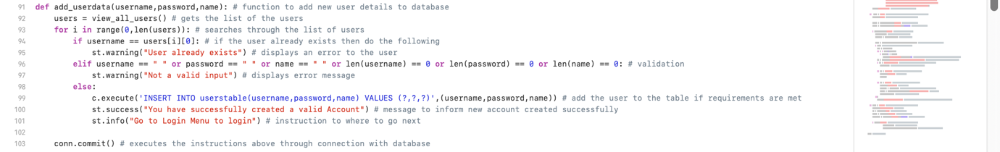 91 def add_userdata(username,password,name): # function to add new user details to database
92     users = view_all_users() # gets the list of the users
93     for i in range(0,len(users)): # searches through the list of users
94         if username == users[i][0]: # if the user already exists then do the following
95             st.warning("User already exists") # displays an error to the user
96         elif username == " " or password == " " or name == " " or len(username) == 0 or len(password) == 0 or len(name) == 0: # validation
97             st.warning("Not a valid input") # displays error message
98         else:
99             c.execute('INSERT INTO userstable(username,password,name) VALUES (?,?,?)',(username,password,name)) # add the user to the table if requirements are met
100             st.success("You have successfully created a valid Account") # message to inform new account created successfully
101             st.info("Go to Login Menu to login") # instruction to where to go next
102
103     conn.commit() # executes the instructions above through connection with database